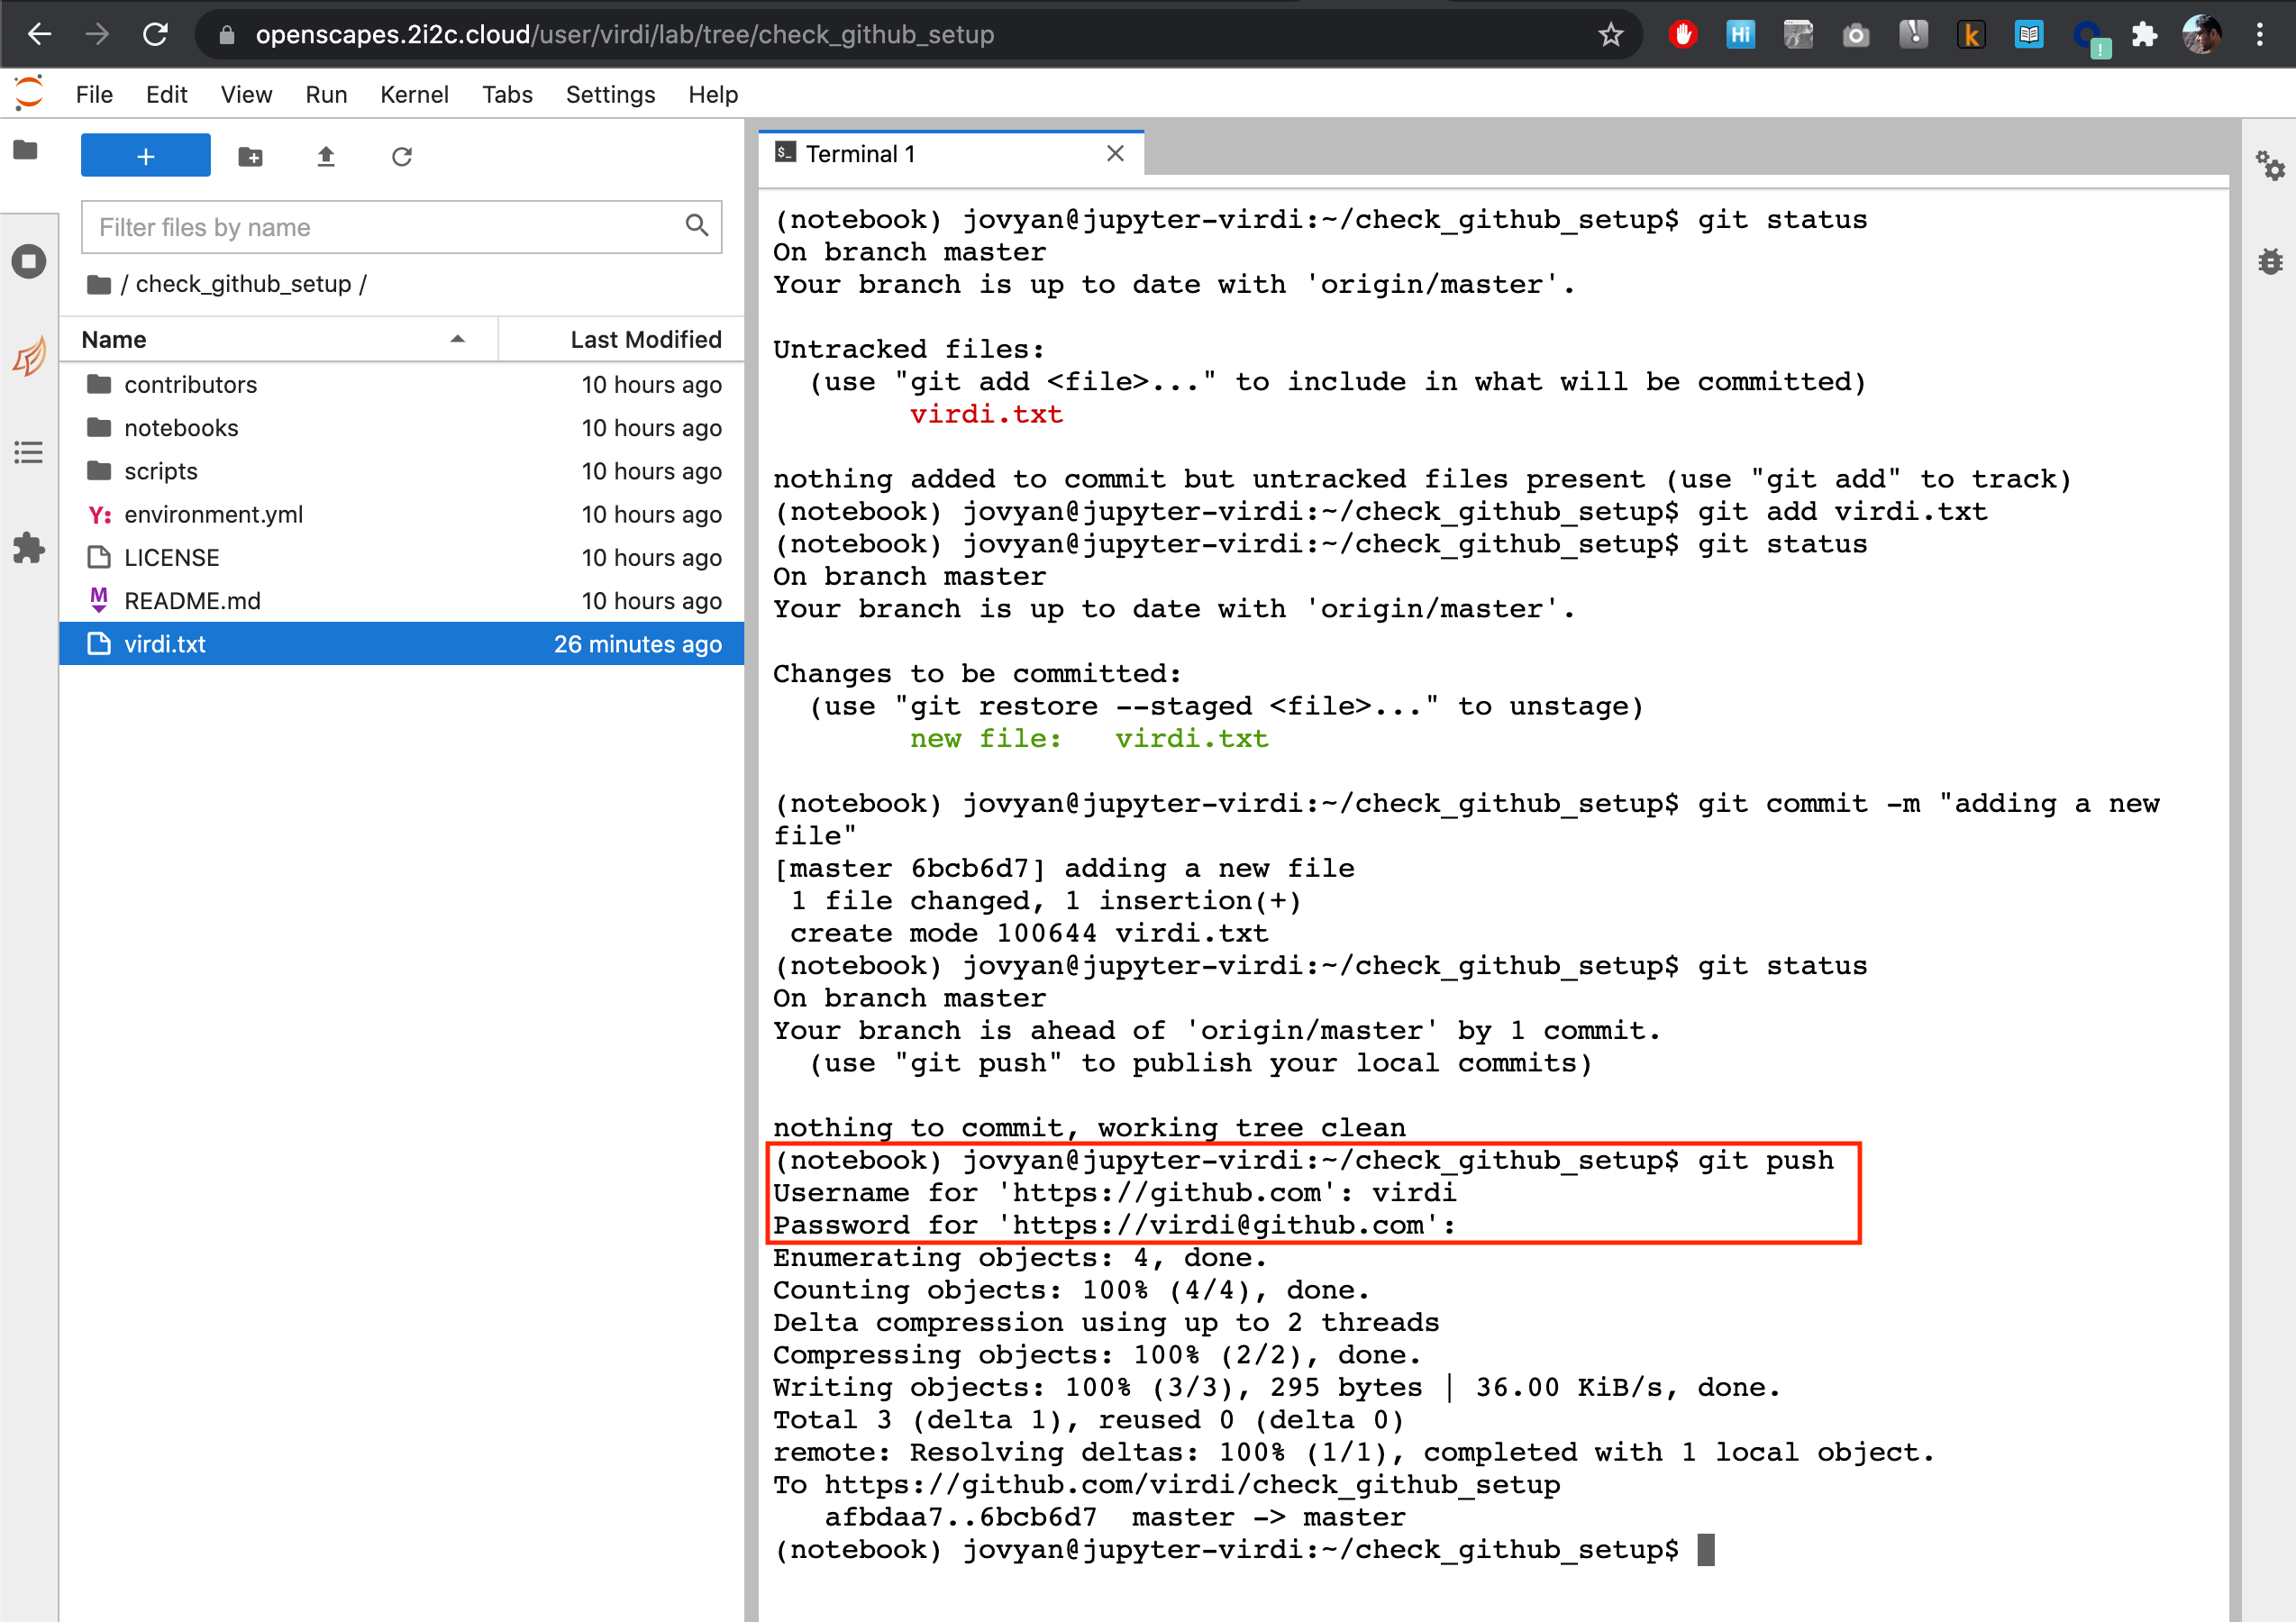 openscapes.2i2c.cloud/user/virdi/lab/tree/check_github_setup
Hi
k
File Edit View Run Kernel Tabs Settings Help
+
Filter files by name
/ check_github_setup /
Name Last Modified
contributors 10 hours ago
notebooks 10 hours ago
scripts 10 hours ago
Y: environment.yml 10 hours ago
LICENSE 10 hours ago
M README.md 10 hours ago
virdi.txt 26 minutes ago
$_ Terminal 1
(notebook) jovyan@jupyter-virdi:~/check_github_setup$ git status
On branch master
Your branch is up to date with 'origin/master'.
Untracked files:
(use "git add <file>..." to include in what will be committed)
virdi.txt
nothing added to commit but untracked files present (use "git add" to track)
(notebook) jovyan@jupyter-virdi:~/check_github_setup$ git add virdi.txt
(notebook) jovyan@jupyter-virdi:~/check_github_setup$ git status
On branch master
Your branch is up to date with 'origin/master'.
Changes to be committed:
(use "git restore --staged <file>..." to unstage)
new file:   virdi.txt
(notebook) jovyan@jupyter-virdi:~/check_github_setup$ git commit -m "adding a new
file"
[master 6bcb6d7] adding a new file
1 file changed, 1 insertion(+)
create mode 100644 virdi.txt
(notebook) jovyan@jupyter-virdi:~/check_github_setup$ git status
On branch master
Your branch is ahead of 'origin/master' by 1 commit.
(use "git push" to publish your local commits)
nothing to commit, working tree clean
(notebook) jovyan@jupyter-virdi:~/check_github_setup$ git push
Username for 'https://github.com': virdi
Password for 'https://virdi@github.com':
Enumerating objects: 4, done.
Counting objects: 100% (4/4), done.
Delta compression using up to 2 threads
Compressing objects: 100% (2/2), done.
Writing objects: 100% (3/3), 295 bytes | 36.00 KiB/s, done.
Total 3 (delta 1), reused 0 (delta 0)
remote: Resolving deltas: 100% (1/1), completed with 1 local object.
To https://github.com/virdi/check_github_setup
afbdaa7..6bcb6d7  master -> master
(notebook) jovyan@jupyter-virdi:~/check_github_setup$